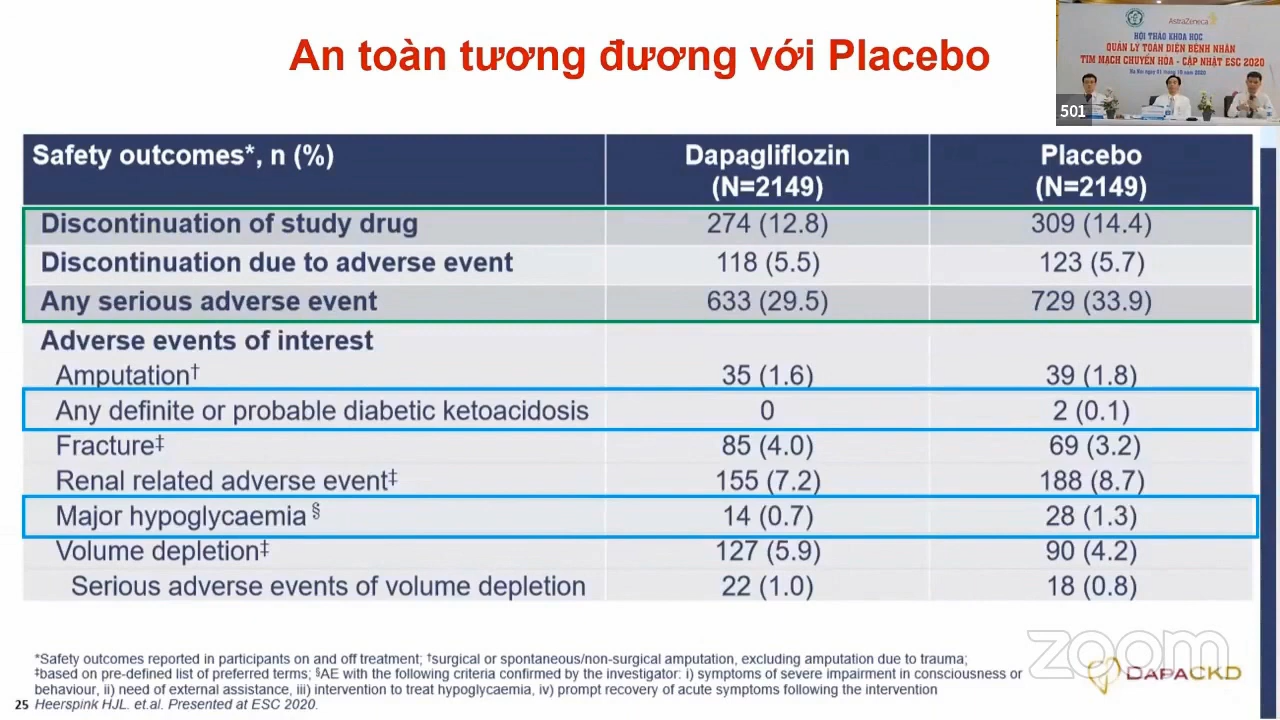 An toàn tương đương với Placebo
AstraZeneca
HỘI THẢO KHOA HỌC
QUẢN LÝ TOÀN DIỆN BỆNH NHÂN
TIM MẠCH CHUYỂN HÓA - CẬP NHẬT ESC 2020
501
Safety outcomes*, n (%)
Dapagliflozin
(N=2149)
Placebo
(N=2149)
Discontinuation of study drug 274 (12.8) 309 (14.4)
Discontinuation due to adverse event 118 (5.5) 123 (5.7)
Any serious adverse event 633 (29.5) 729 (33.9)
Adverse events of interest
Amputation† 35 (1.6) 39 (1.8)
Any definite or probable diabetic ketoacidosis 0 2 (0.1)
Fracture‡ 85 (4.0) 69 (3.2)
Renal related adverse event‡ 155 (7.2) 188 (8.7)
Major hypoglycaemia § 14 (0.7) 28 (1.3)
Volume depletion‡ 127 (5.9) 90 (4.2)
Serious adverse events of volume depletion 22 (1.0) 18 (0.8)
*Safety outcomes reported in participants on and off treatment; †surgical or spontaneous/non-surgical amputation, excluding amputation due to trauma;
‡based on pre-defined list of preferred terms; §AE with the following criteria confirmed by the investigator: i) symptoms of severe impairment in consciousness or
behaviour, ii) need of external assistance, iii) intervention to treat hypoglycaemia, iv) prompt recovery of acute symptoms following the intervention
25 Heerspink HJL. et.al. Presented at ESC 2020.
zoom
DAPACKD